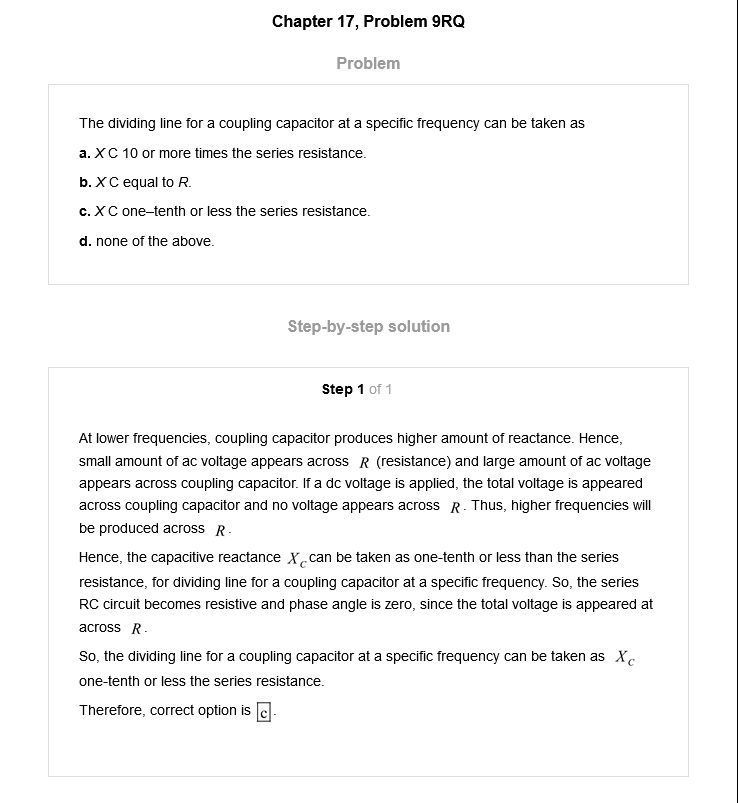 Chapter 17, Problem 9RQ
Problem
The dividing line for a coupling capacitor at a specific frequency can be taken as
a. X C 10 or more times the series resistance.
b. X C equal to R.
c. X C one–tenth or less the series resistance.
d. none of the above.
Step-by-step solution
Step 1 of 1
At lower frequencies, coupling capacitor produces higher amount of reactance. Hence,
small amount of ac voltage appears across R (resistance) and large amount of ac voltage
appears across coupling capacitor. If a dc voltage is applied, the total voltage is appeared
across coupling capacitor and no voltage appears across R. Thus, higher frequencies will
be produced across R.
Hence, the capacitive reactance X_C can be taken as one-tenth or less than the series
resistance, for dividing line for a coupling capacitor at a specific frequency. So, the series
RC circuit becomes resistive and phase angle is zero, since the total voltage is appeared at
across R.
So, the dividing line for a coupling capacitor at a specific frequency can be taken as X_C
one-tenth or less the series resistance.
Therefore, correct option is c.